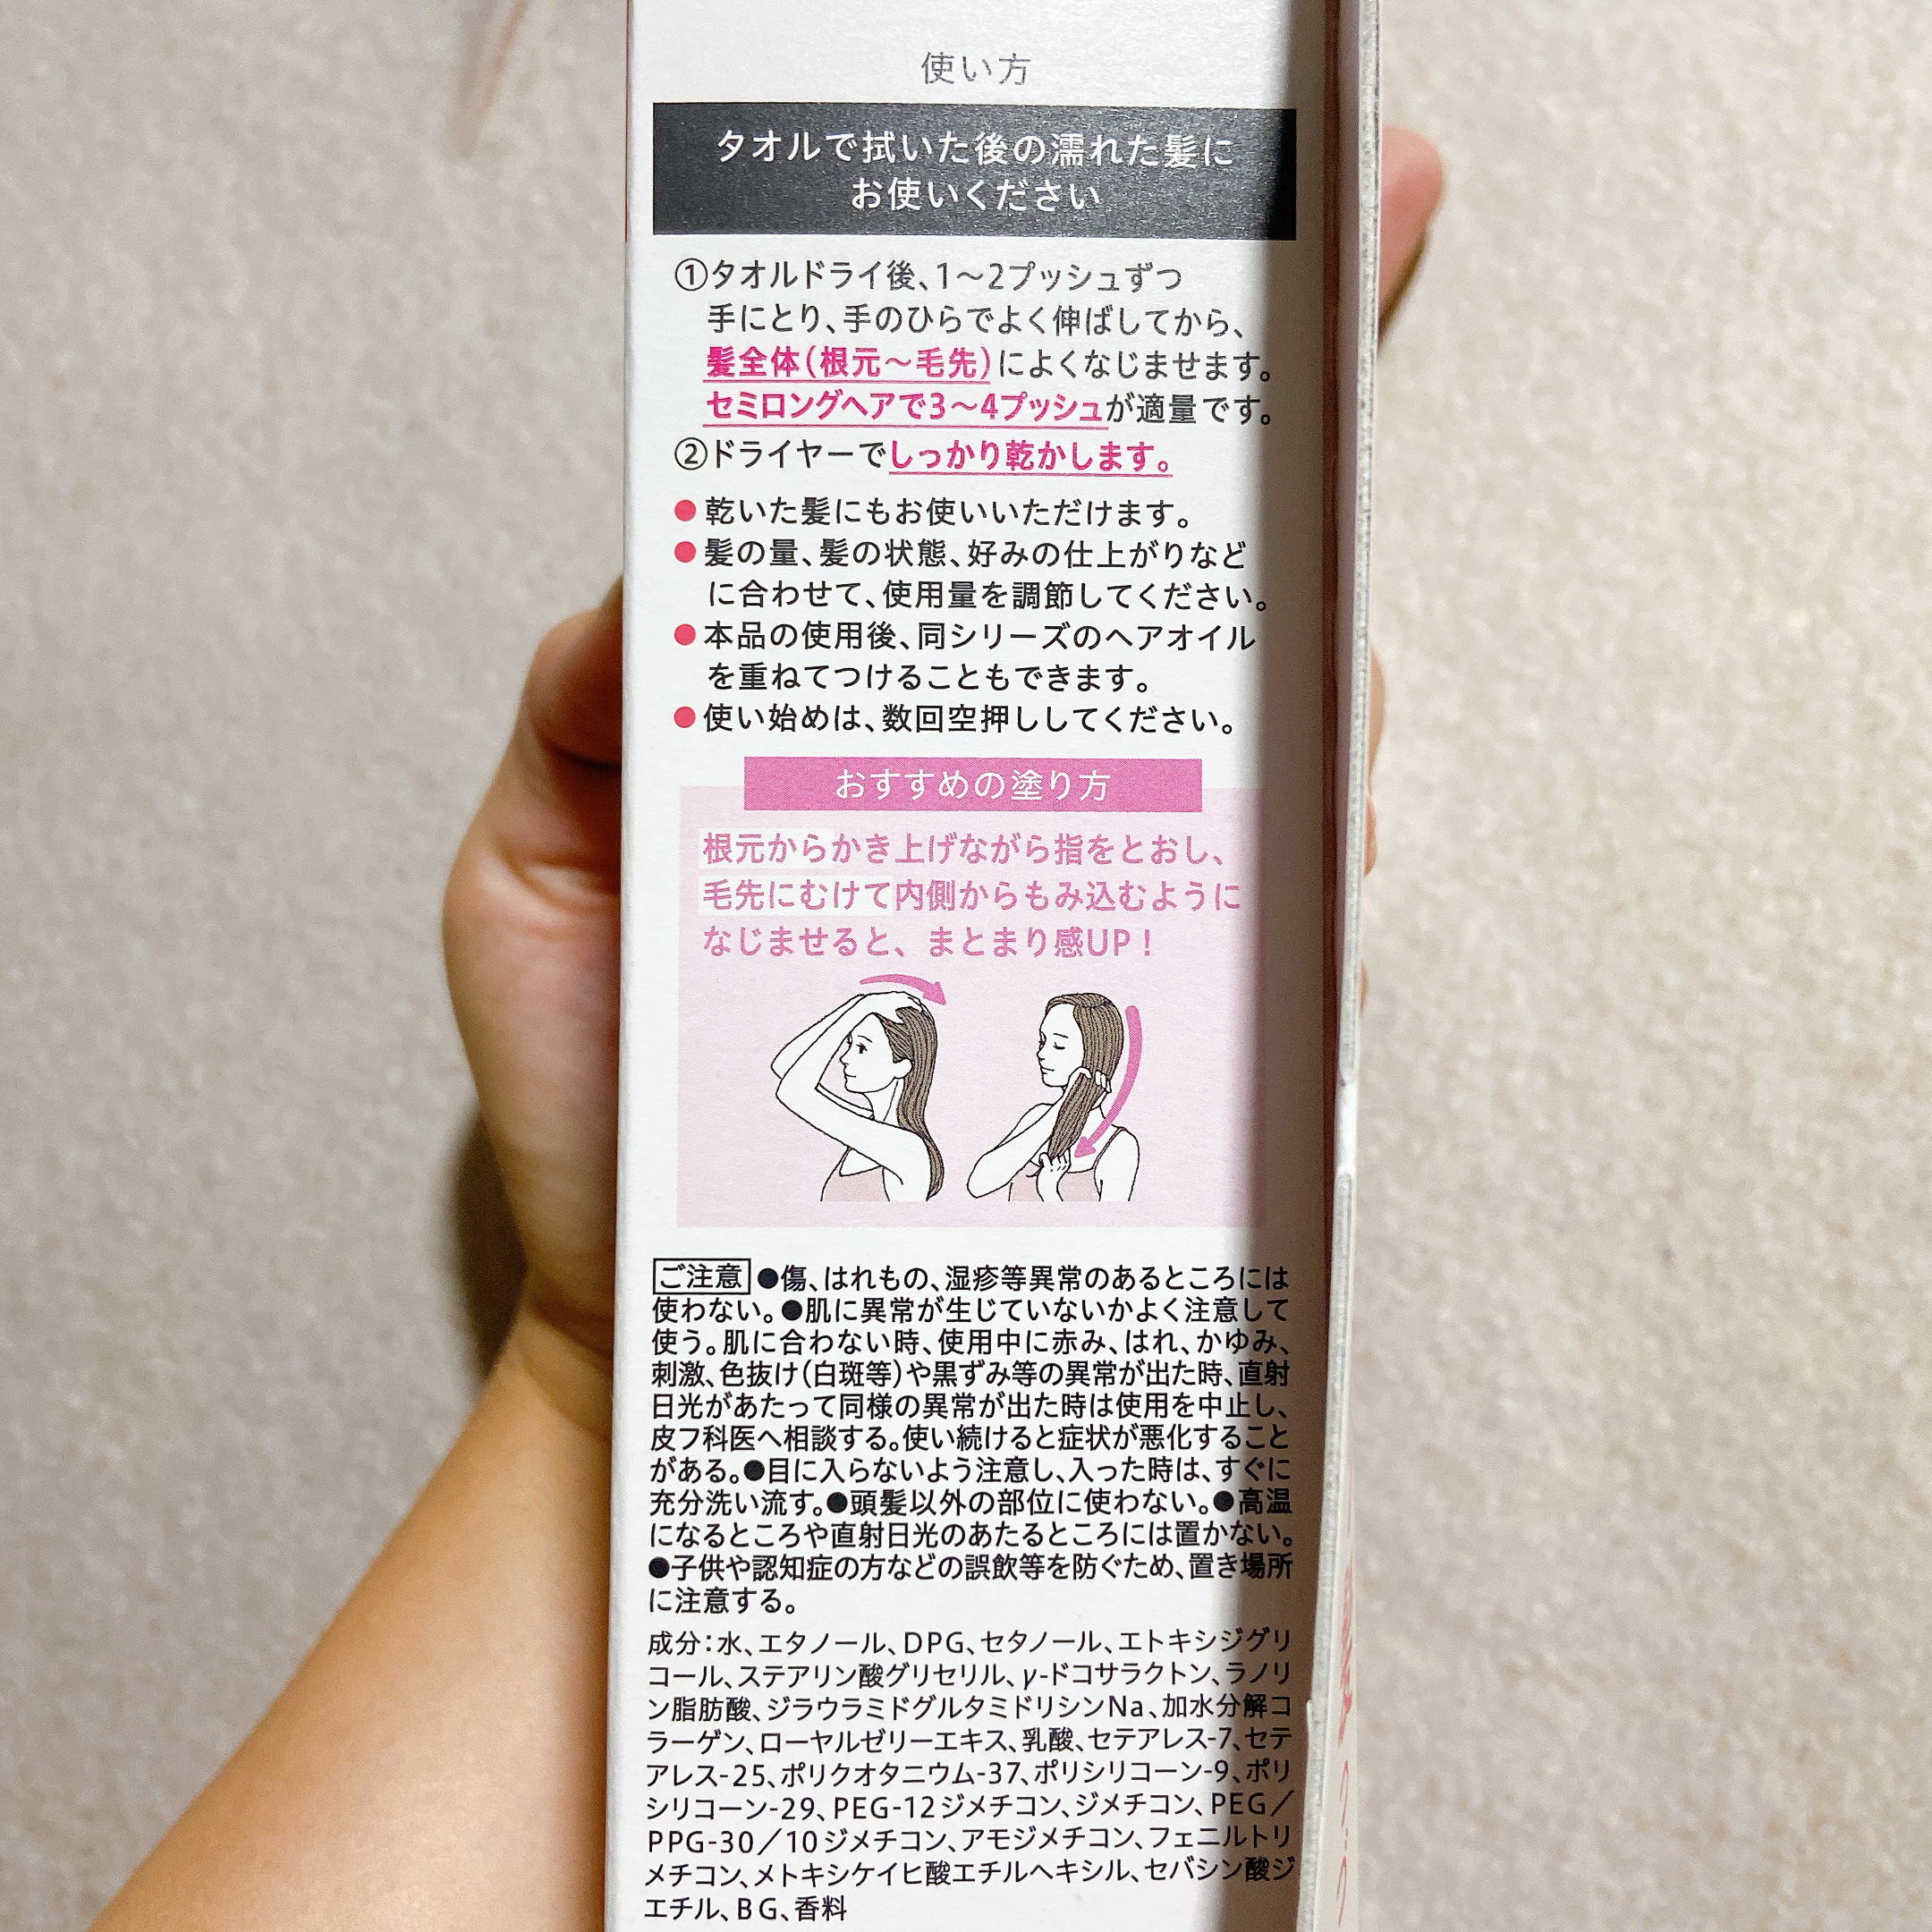 使い方
タオルで拭いた後の濡れた髪に
お使いください
①タオルドライ後、1～2プッシュずつ
手にとり、手のひらでよく伸ばしてから、
髪全体（根元～毛先）によくなじませます。
セミロングヘアで3～4プッシュが適量です。
②ドライヤーでしっかり乾かします。
●乾いた髪にもお使いいただけます。
●髪の量、髪の状態、好みの仕上がりなど
に合わせて、使用量を調節してください。
●本品の使用後、同シリーズのヘアオイル
を重ねてつけることもできます。
●使い始めは、数回空押ししてください。
おすすめの塗り方
根元からかき上げながら指をとおし、
毛先にむけて内側からもみ込むように
なじませると、まとまり感UP！
ご注意 ●傷、はれもの、湿疹等異常のあるところには
使わない。●肌に異常が生じていないかよく注意して
使う。肌に合わない時、使用中に赤み、はれ、かゆみ、
刺激、色抜け（白斑等）や黒ずみ等の異常が出た時、直射
日光があたって同様の異常が出た時は使用を中止し、
皮フ科医へ相談する。使い続けると症状が悪化すること
がある。●目に入らないよう注意し、入った時は、すぐに
充分洗い流す。●頭髪以外の部位に使わない。●高温
になるところや直射日光のあたるところには置かない。
●子供や認知症の方などの誤飲等を防ぐため、置き場所
に注意する。
成分：水、エタノール、DPG、セタノール、エトキシジグリ
コール、ステアリン酸グリセリル、γ-ドコサラクトン、ラノリ
ン脂肪酸、ジラウラミドグルタミドリシンNa、加水分解コ
ラーゲン、ローヤルゼリーエキス、乳酸、セテアレス-7、セテ
アレス-25、ポリクオタニウム-37、ポリシリコーン-9、ポリ
シリコーン-29、PEG-12ジメチコン、ジメチコン、PEG／
PPG-30／10ジメチコン、アモジメチコン、フェニルトリ
メチコン、メトキシケイヒ酸エチルヘキシル、セバシン酸ジ
エチル、BG、香料